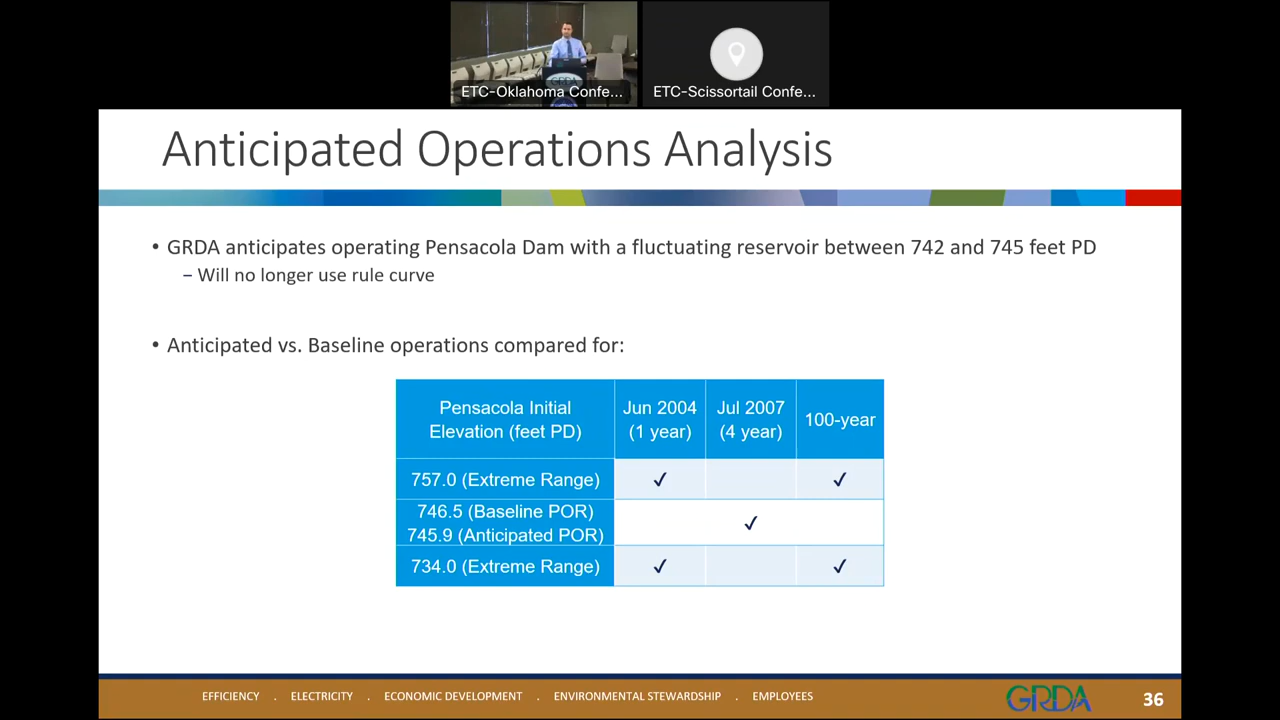 ETC-Oklahoma Confe...
ETC-Scissortail Confe...
Anticipated Operations Analysis
• GRDA anticipates operating Pensacola Dam with a fluctuating reservoir between 742 and 745 feet PD
– Will no longer use rule curve
• Anticipated vs. Baseline operations compared for:
Pensacola Initial Elevation (feet PD) Jun 2004 (1 year) Jul 2007 (4 year) 100-year
757.0 (Extreme Range) ✓ ✓
746.5 (Baseline POR)
745.9 (Anticipated POR) ✓
734.0 (Extreme Range) ✓ ✓
EFFICIENCY . ELECTRICITY . ECONOMIC DEVELOPMENT . ENVIRONMENTAL STEWARDSHIP . EMPLOYEES GRDA 36